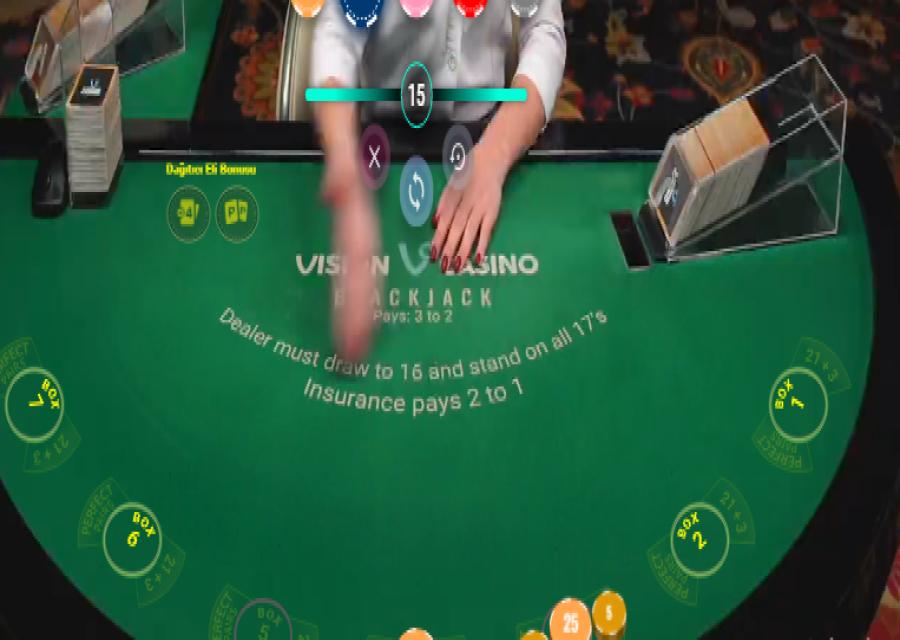 15
Dağıtıcı Eli Bonusu
VISION CASINO
BLACKJACK
Pays: 3 to 2
Dealer must draw to 16 and stand on all 17's
Insurance pays 2 to 1
PERFECT PAIRS
BOX 7
21+3
21+3
BOX 1
PERFECT PAIRS
PERFECT PAIRS
BOX 6
21+3
21+3
BOX 2
PERFECT PAIRS
PERFECT
BOX 5
25
5